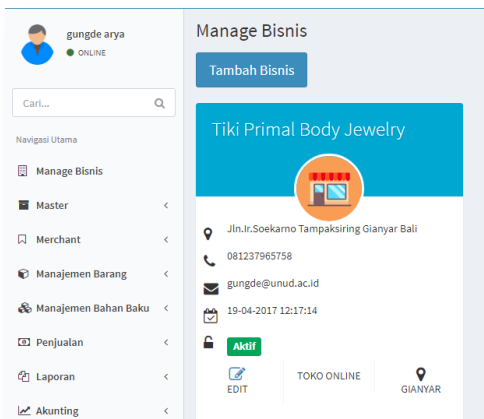 gungde arya
ONLINE
Cari...
Navigasi Utama
Manage Bisnis
Master
Merchant
Manajemen Barang
Manajemen Bahan Baku
Penjualan
Laporan
Akunting
Manage Bisnis
Tambah Bisnis
Tiki Primal Body Jewelry
Jln.Ir.Soekarno Tampaksiring Gianyar Bali
081237965758
gungde@unud.ac.id
19-04-2017 12:17:14
Aktif
EDIT
TOKO ONLINE
GIANYAR